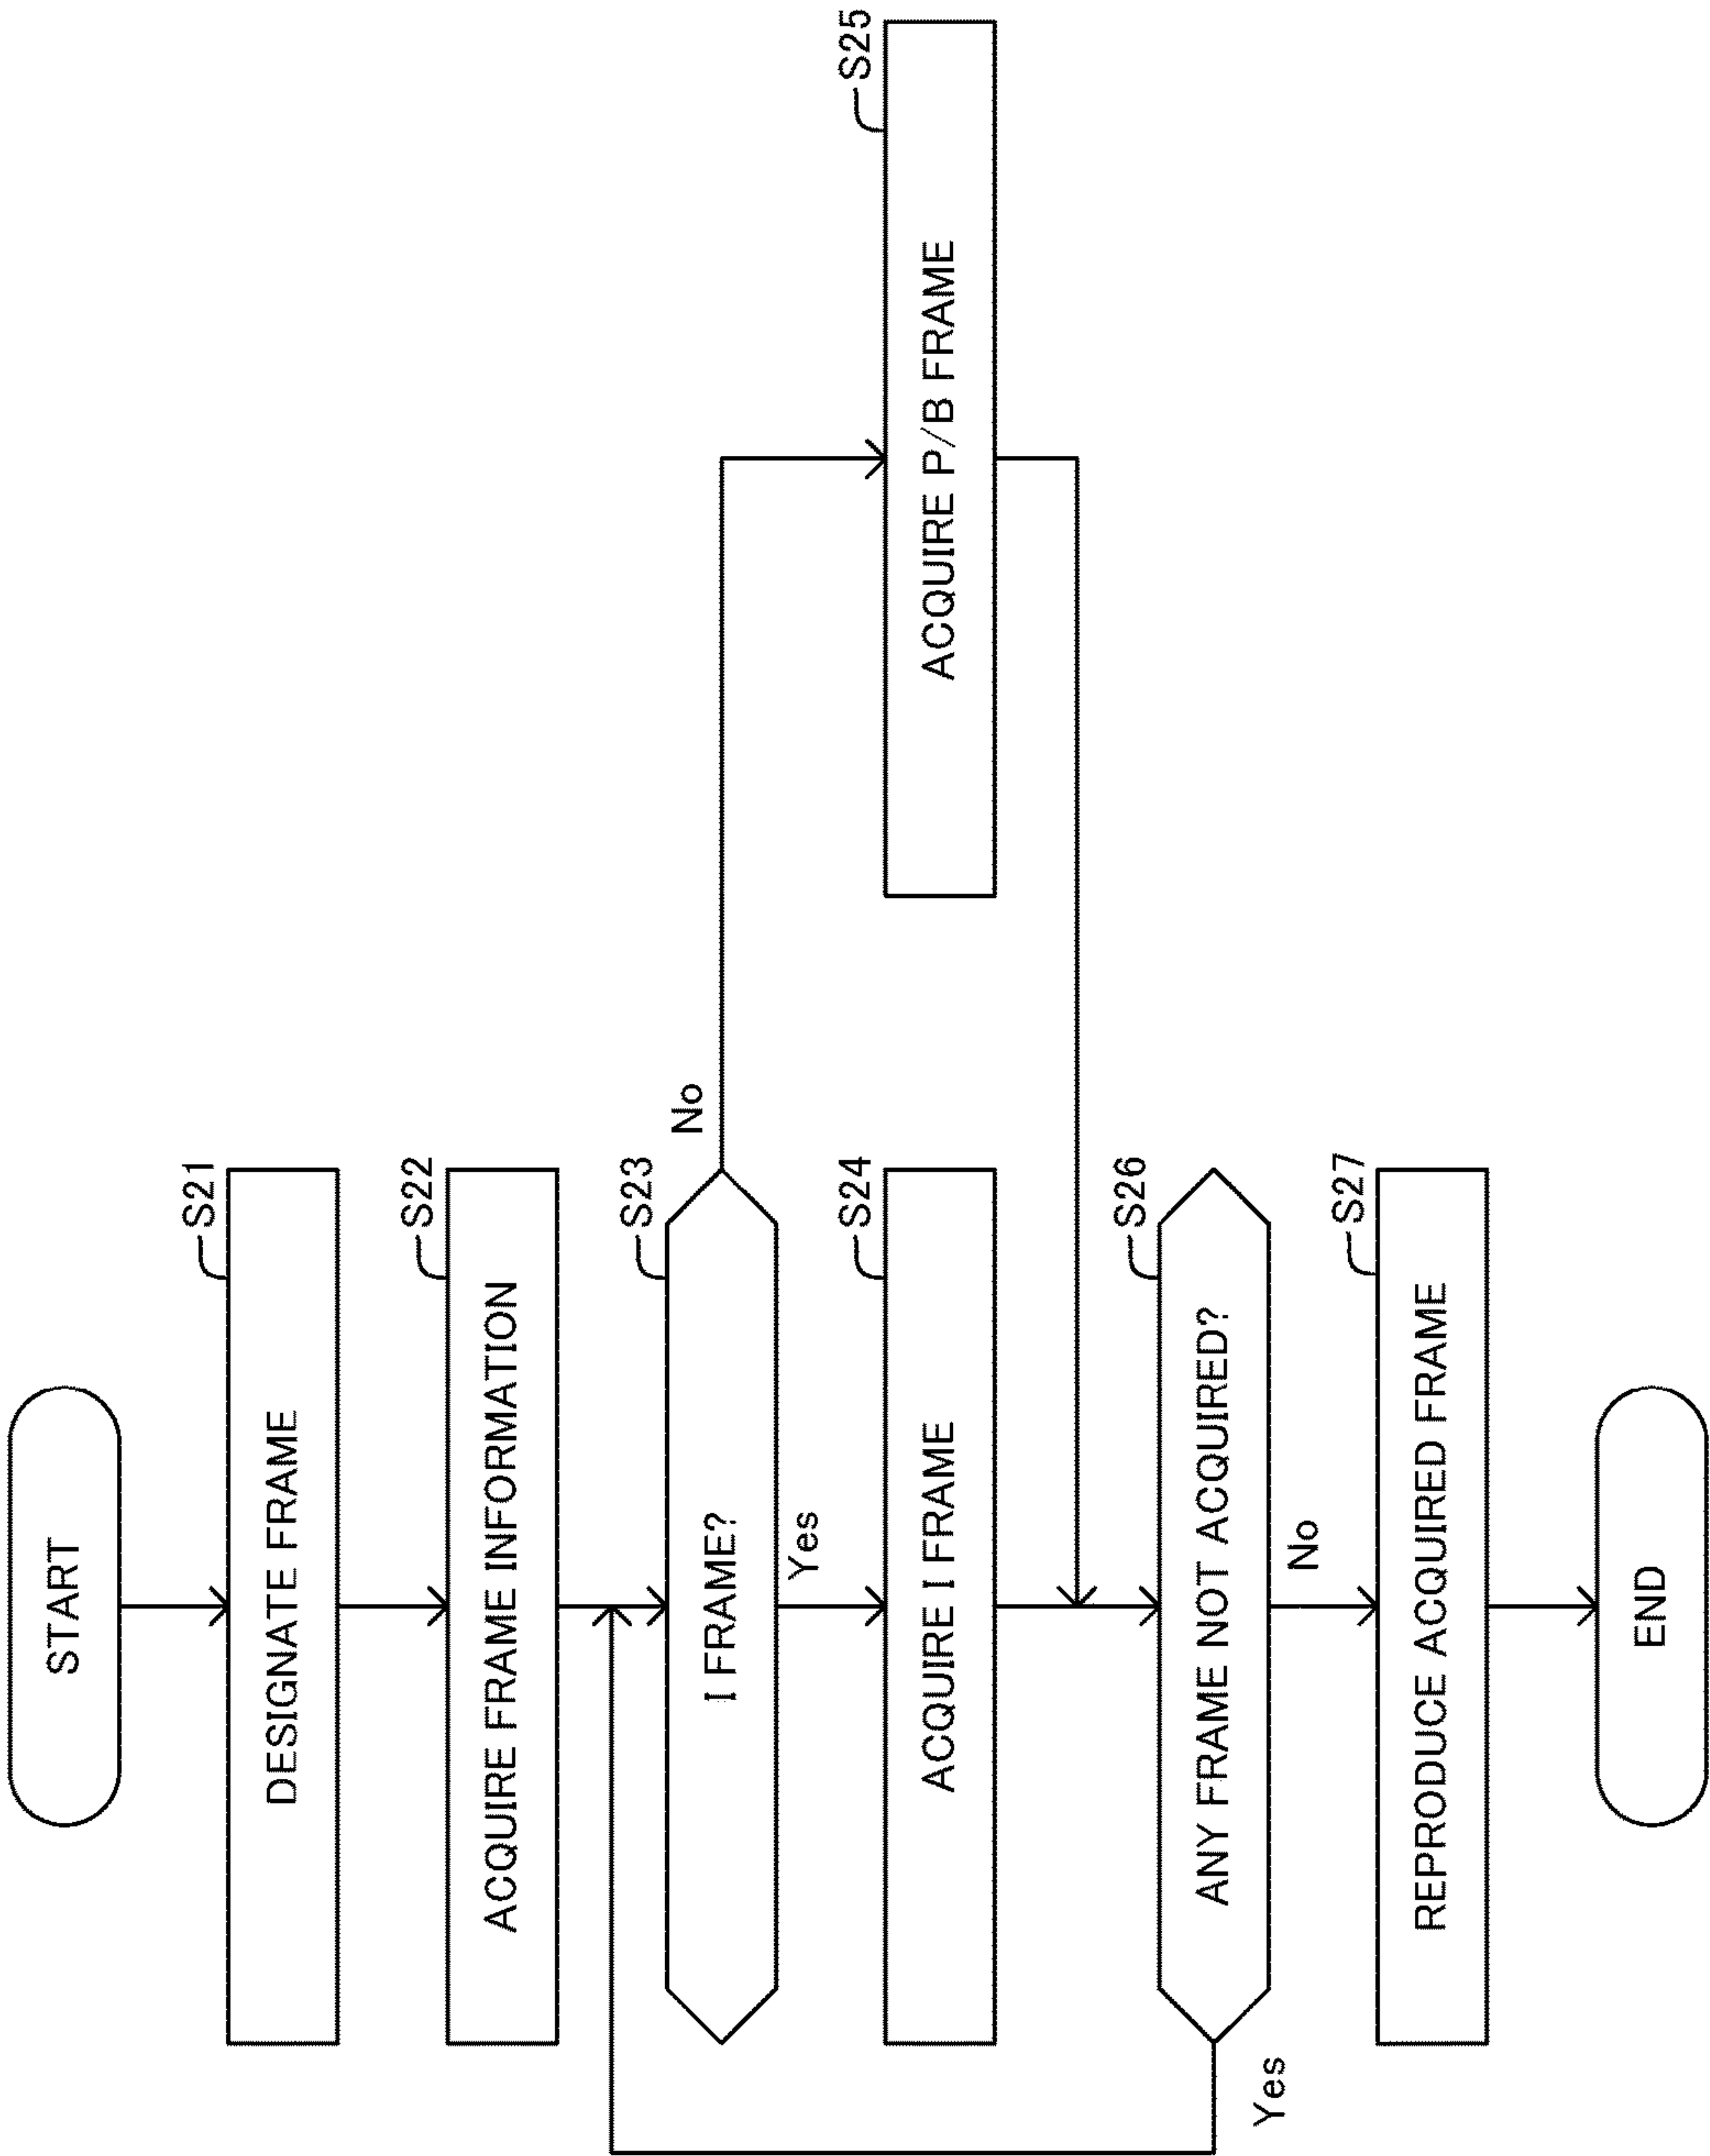 START
S21
DESIGNATE FRAME
S22
ACQUIRE FRAME INFORMATION
S23
I FRAME?
No
Yes
S24
ACQUIRE I FRAME
S25
ACQUIRE P/B FRAME
S26
ANY FRAME NOT ACQUIRED?
Yes
No
S27
REPRODUCE ACQUIRED FRAME
END